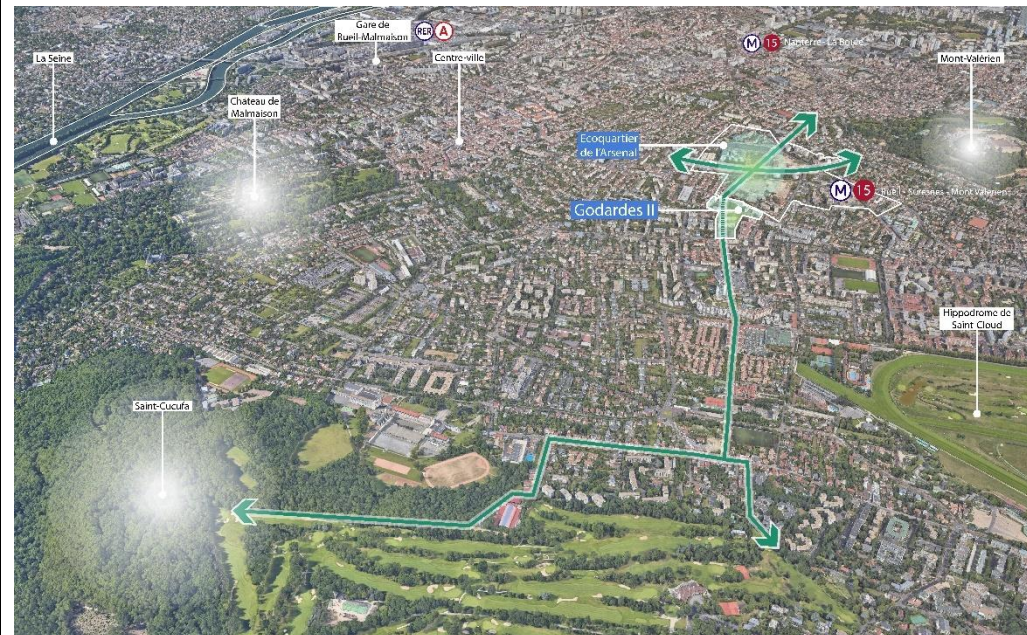 Gare de
Rueil-Malmaison
RER A
M 15 Nanterre - La Boule
La Seine
Centre-ville
Mont-Valérien
Chateau de
Malmaison
Ecoquartier
de l'Arsenal
M 15 Rueil - Suresnes - Mont Valérien
Godardes II
Hippodrome de
Saint Cloud
Saint-Cucufa